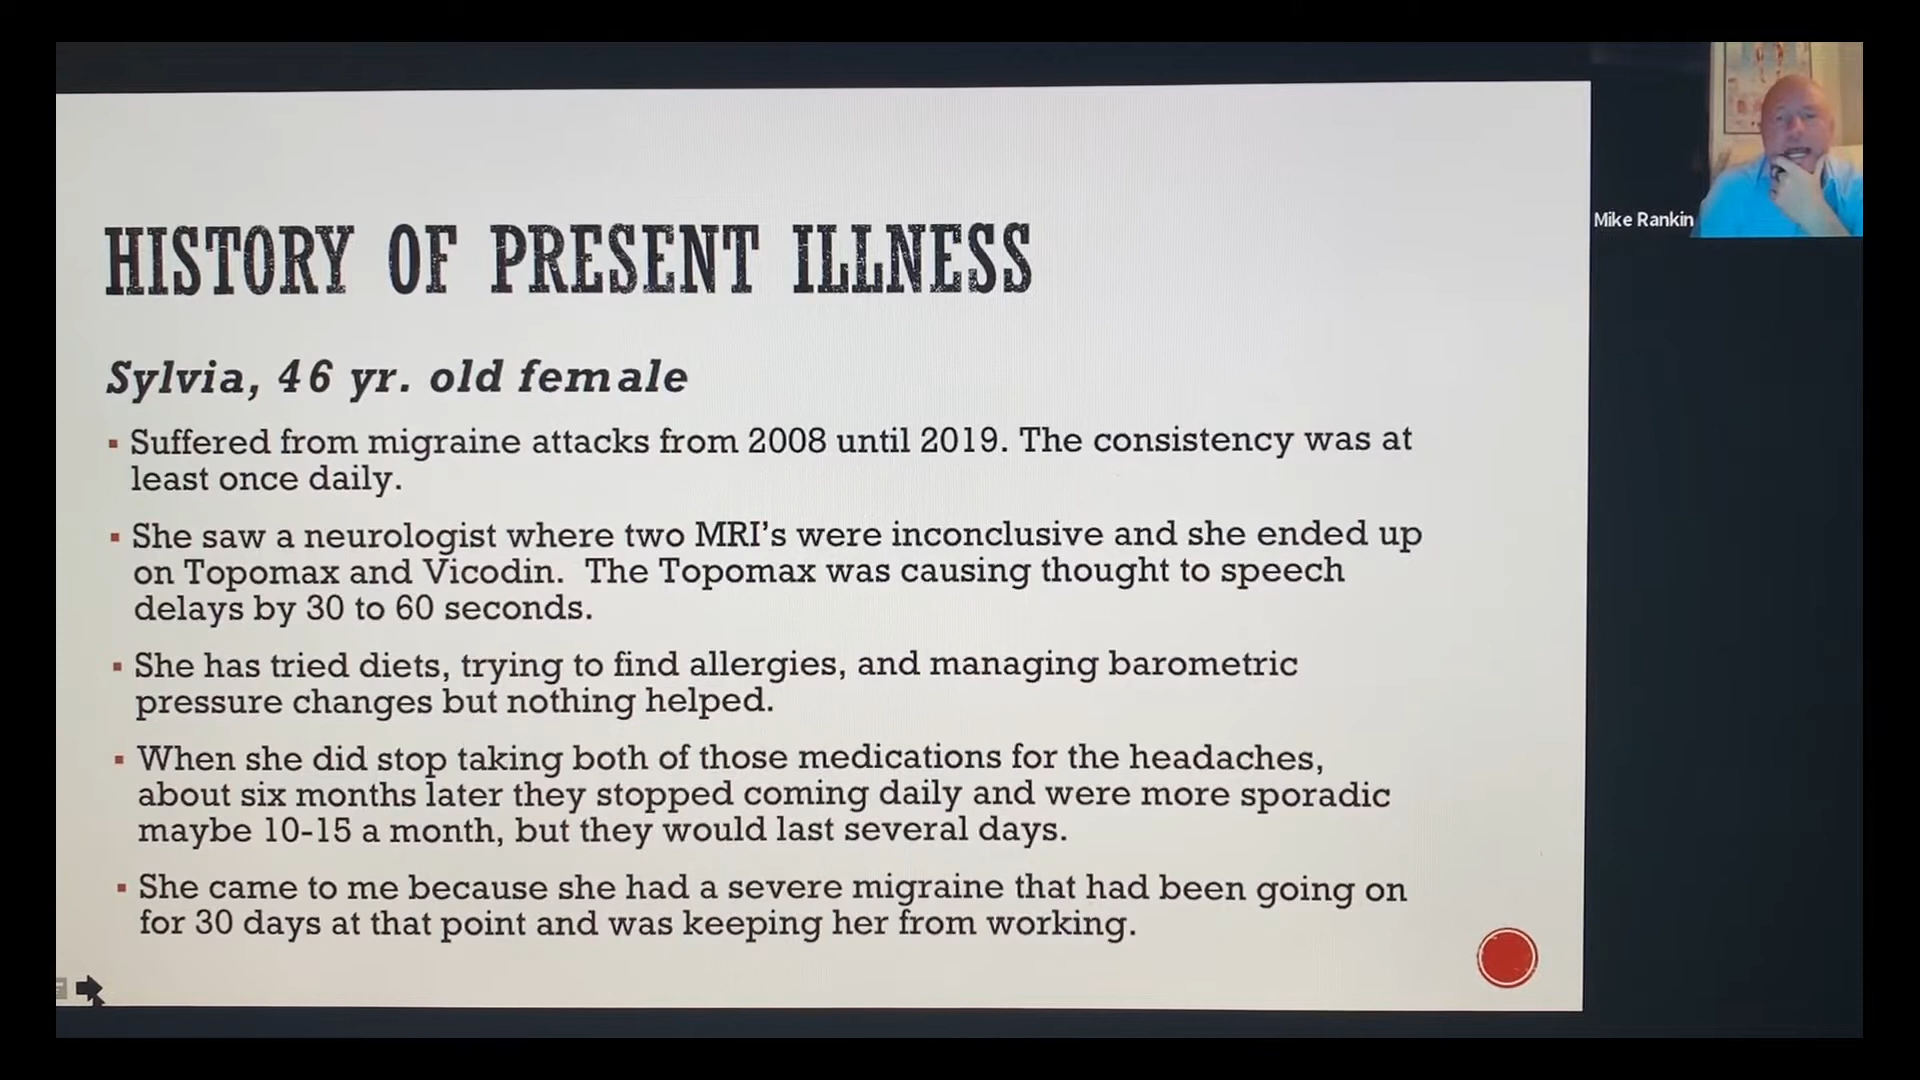 HISTORY OF PRESENT ILLNESS
Sylvia, 46 yr. old female
▪ Suffered from migraine attacks from 2008 until 2019. The consistency was at
least once daily.
▪ She saw a neurologist where two MRI's were inconclusive and she ended up
on Topomax and Vicodin. The Topomax was causing thought to speech
delays by 30 to 60 seconds.
▪ She has tried diets, trying to find allergies, and managing barometric
pressure changes but nothing helped.
▪ When she did stop taking both of those medications for the headaches,
about six months later they stopped coming daily and were more sporadic
maybe 10-15 a month, but they would last several days.
▪ She came to me because she had a severe migraine that had been going on
for 30 days at that point and was keeping her from working.
Mike Rankin